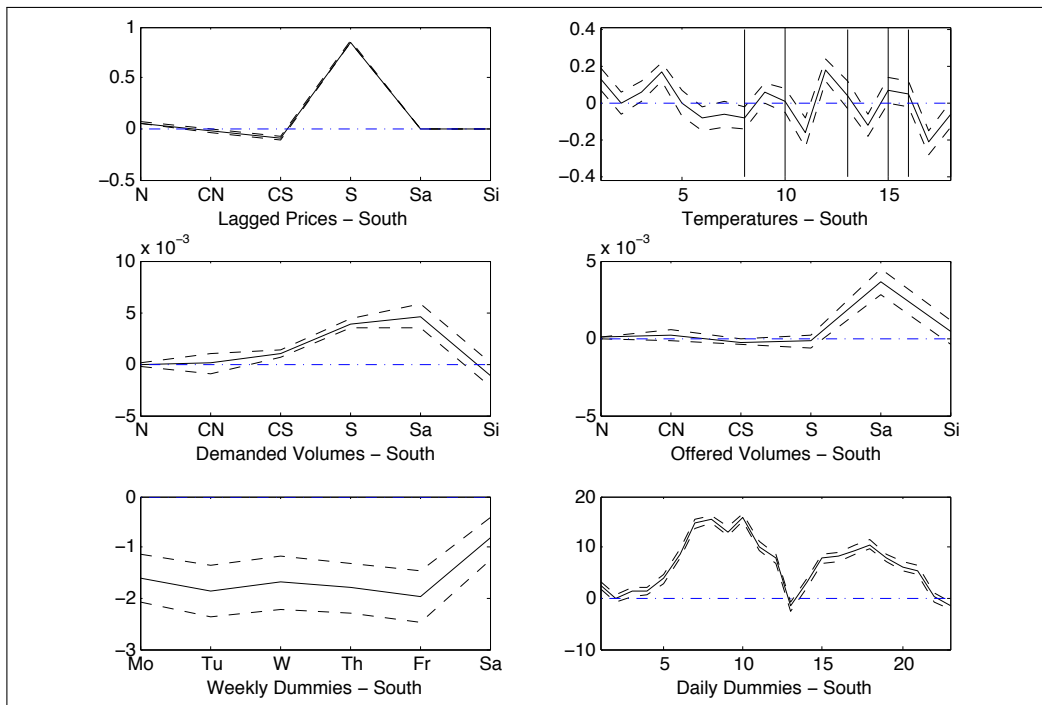 1
0.5
0
−0.5
N CN CS S Sa Si
Lagged Prices − South
0.4
0.2
0
−0.2
−0.4
5 10 15
Temperatures − South
x 10⁻³
10
5
0
−5
N CN CS S Sa Si
Demanded Volumes − South
x 10⁻³
5
0
−5
N CN CS S Sa Si
Offered Volumes − South
0
−1
−2
−3
Mo Tu W Th Fr Sa
Weekly Dummies − South
20
10
0
−10
5 10 15 20
Daily Dummies − South